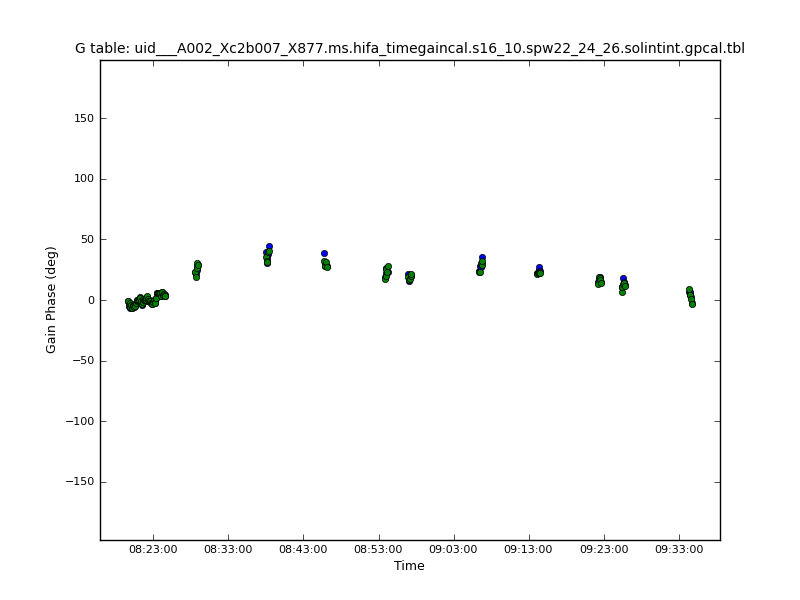 G table: uid___A002_Xc2b007_X877.ms.hifa_timegaincal.s16_10.spw22_24_26.solintint.gpcal.tbl
150
100
50
0
−50
−100
−150
Gain Phase (deg)
08:23:00 08:33:00 08:43:00 08:53:00 09:03:00 09:13:00 09:23:00 09:33:00
Time